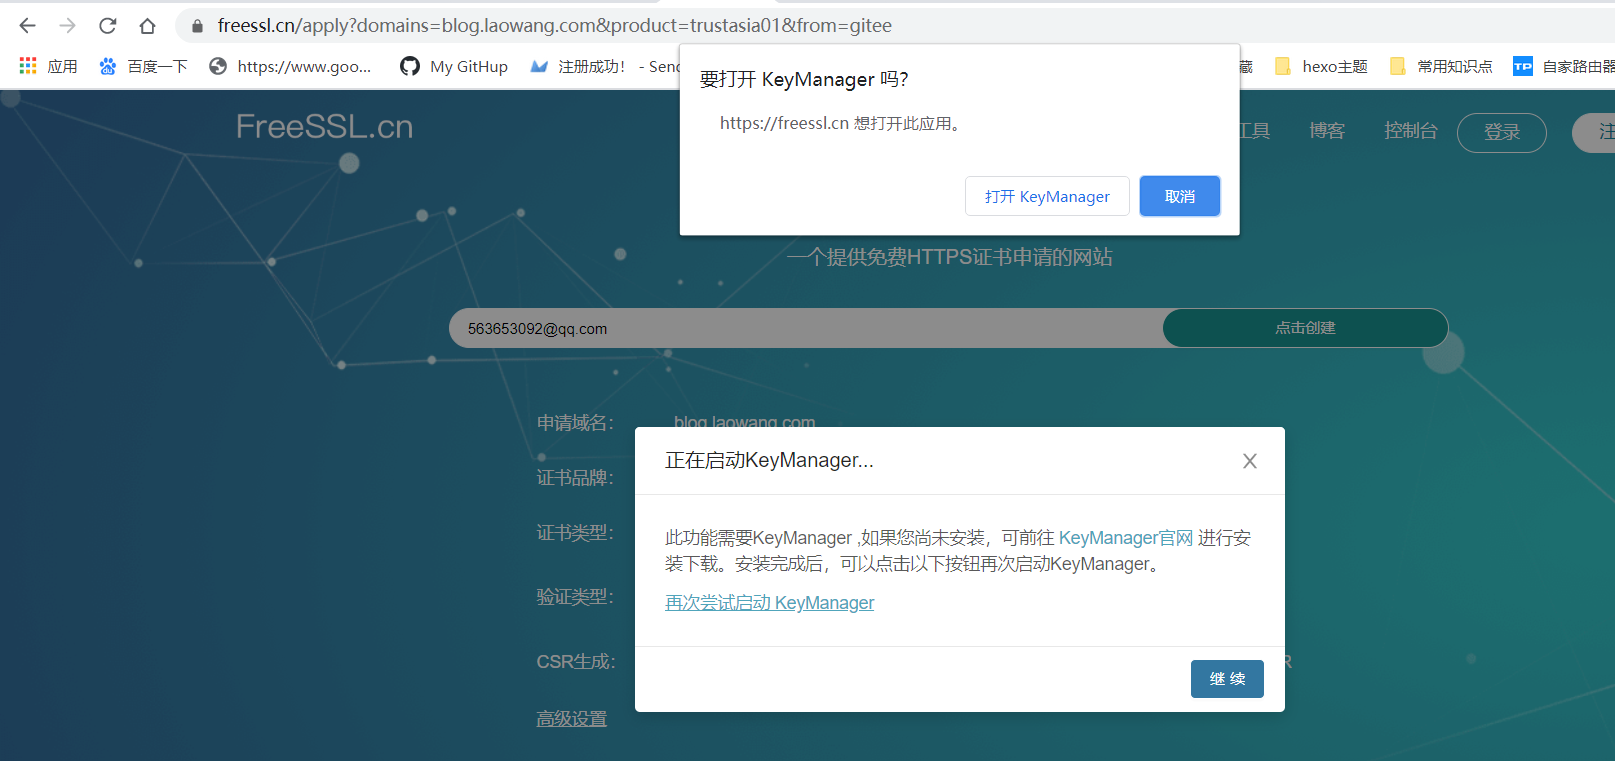 freessl.cn/apply?domains=blog.laowang.com&product=trustasia01&from=gitee
应用
百度一下
https://www.goo...
My GitHup
注册成功！ - Senc
藏
hexo主题
常用知识点
TP
自家路由器
要打开 KeyManager 吗？
https://freessl.cn 想打开此应用。
打开 KeyManager
取消
FreeSSL.cn
工具
博客
控制台
登录
注
一个提供免费HTTPS证书申请的网站
563653092@qq.com
点击创建
申请域名：
blog.laowang.com
证书品牌：
证书类型：
验证类型：
CSR生成：
R
高级设置
正在启动KeyManager...
此功能需要KeyManager ,如果您尚未安装，可前往 KeyManager官网 进行安
装下载。安装完成后，可以点击以下按钮再次启动KeyManager。
再次尝试启动 KeyManager
继 续